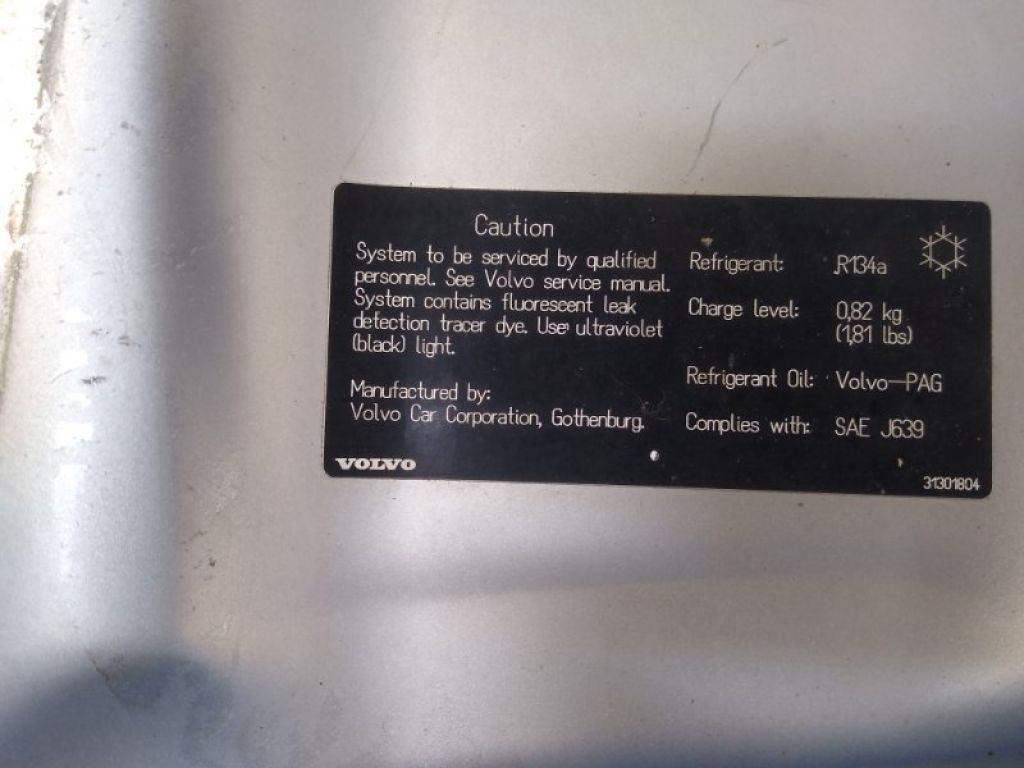 Caution
System to be serviced by qualified
personnel. See Volvo service manual.
System contains fluorescent leak
detection tracer dye. Use ultraviolet
(black) light.
Manufactured by:
Volvo Car Corporation, Gothenburg.
VOLVO
Refrigerant: R134a
Charge level: 0,82 kg
(1,81 lbs)
Refrigerant Oil: Volvo-PAG
Complies with: SAE J639
31301804